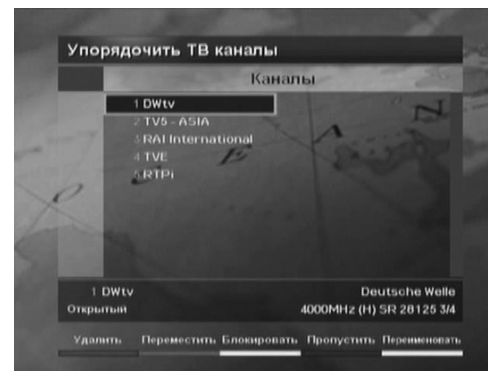 Упорядочить ТВ каналы
Каналы
1 DWtv
2 TV5 - ASIA
3 RAI International
4 TVE
5 RTPi
1 DWtv Deutsche Welle
Открытый 4000MHz (H) SR 28125 3/4
Удалить Переместить Блокировать Пропустить Переименовать